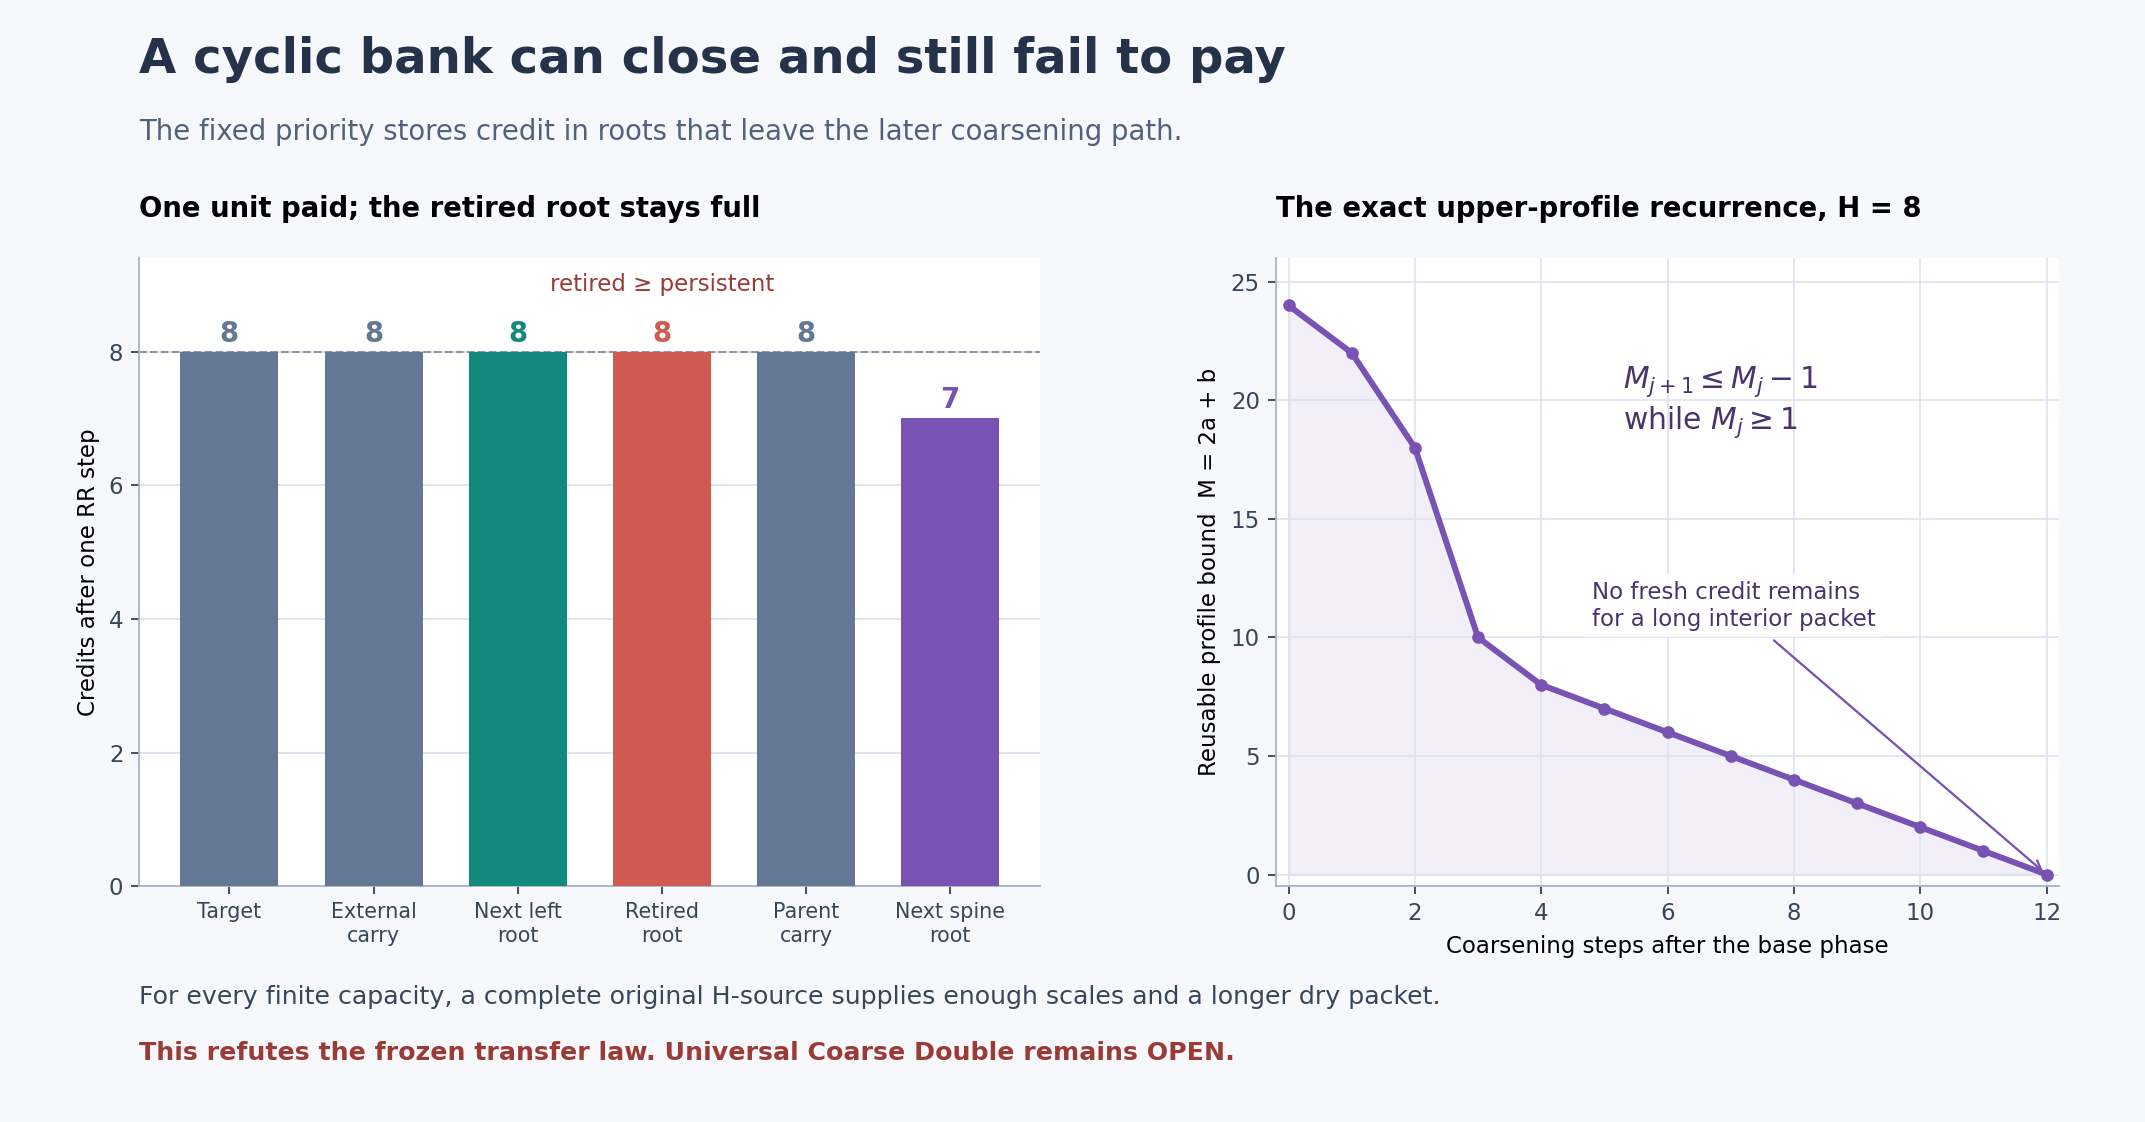 A cyclic bank can close and still fail to pay
The fixed priority stores credit in roots that leave the later coarsening path.
One unit paid; the retired root stays full
retired ≥ persistent
8
8
8
8
8
7
Credits after one RR step
8
6
4
2
0
Target
External
carry
Next left
root
Retired
root
Parent
carry
Next spine
root
The exact upper-profile recurrence, H = 8
Reusable profile bound M = 2a + b
25
20
15
10
5
0
M_{j+1} ≤ M_j − 1
while M_j ≥ 1
No fresh credit remains
for a long interior packet
0 2 4 6 8 10 12
Coarsening steps after the base phase
For every finite capacity, a complete original H-source supplies enough scales and a longer dry packet.
This refutes the frozen transfer law. Universal Coarse Double remains OPEN.